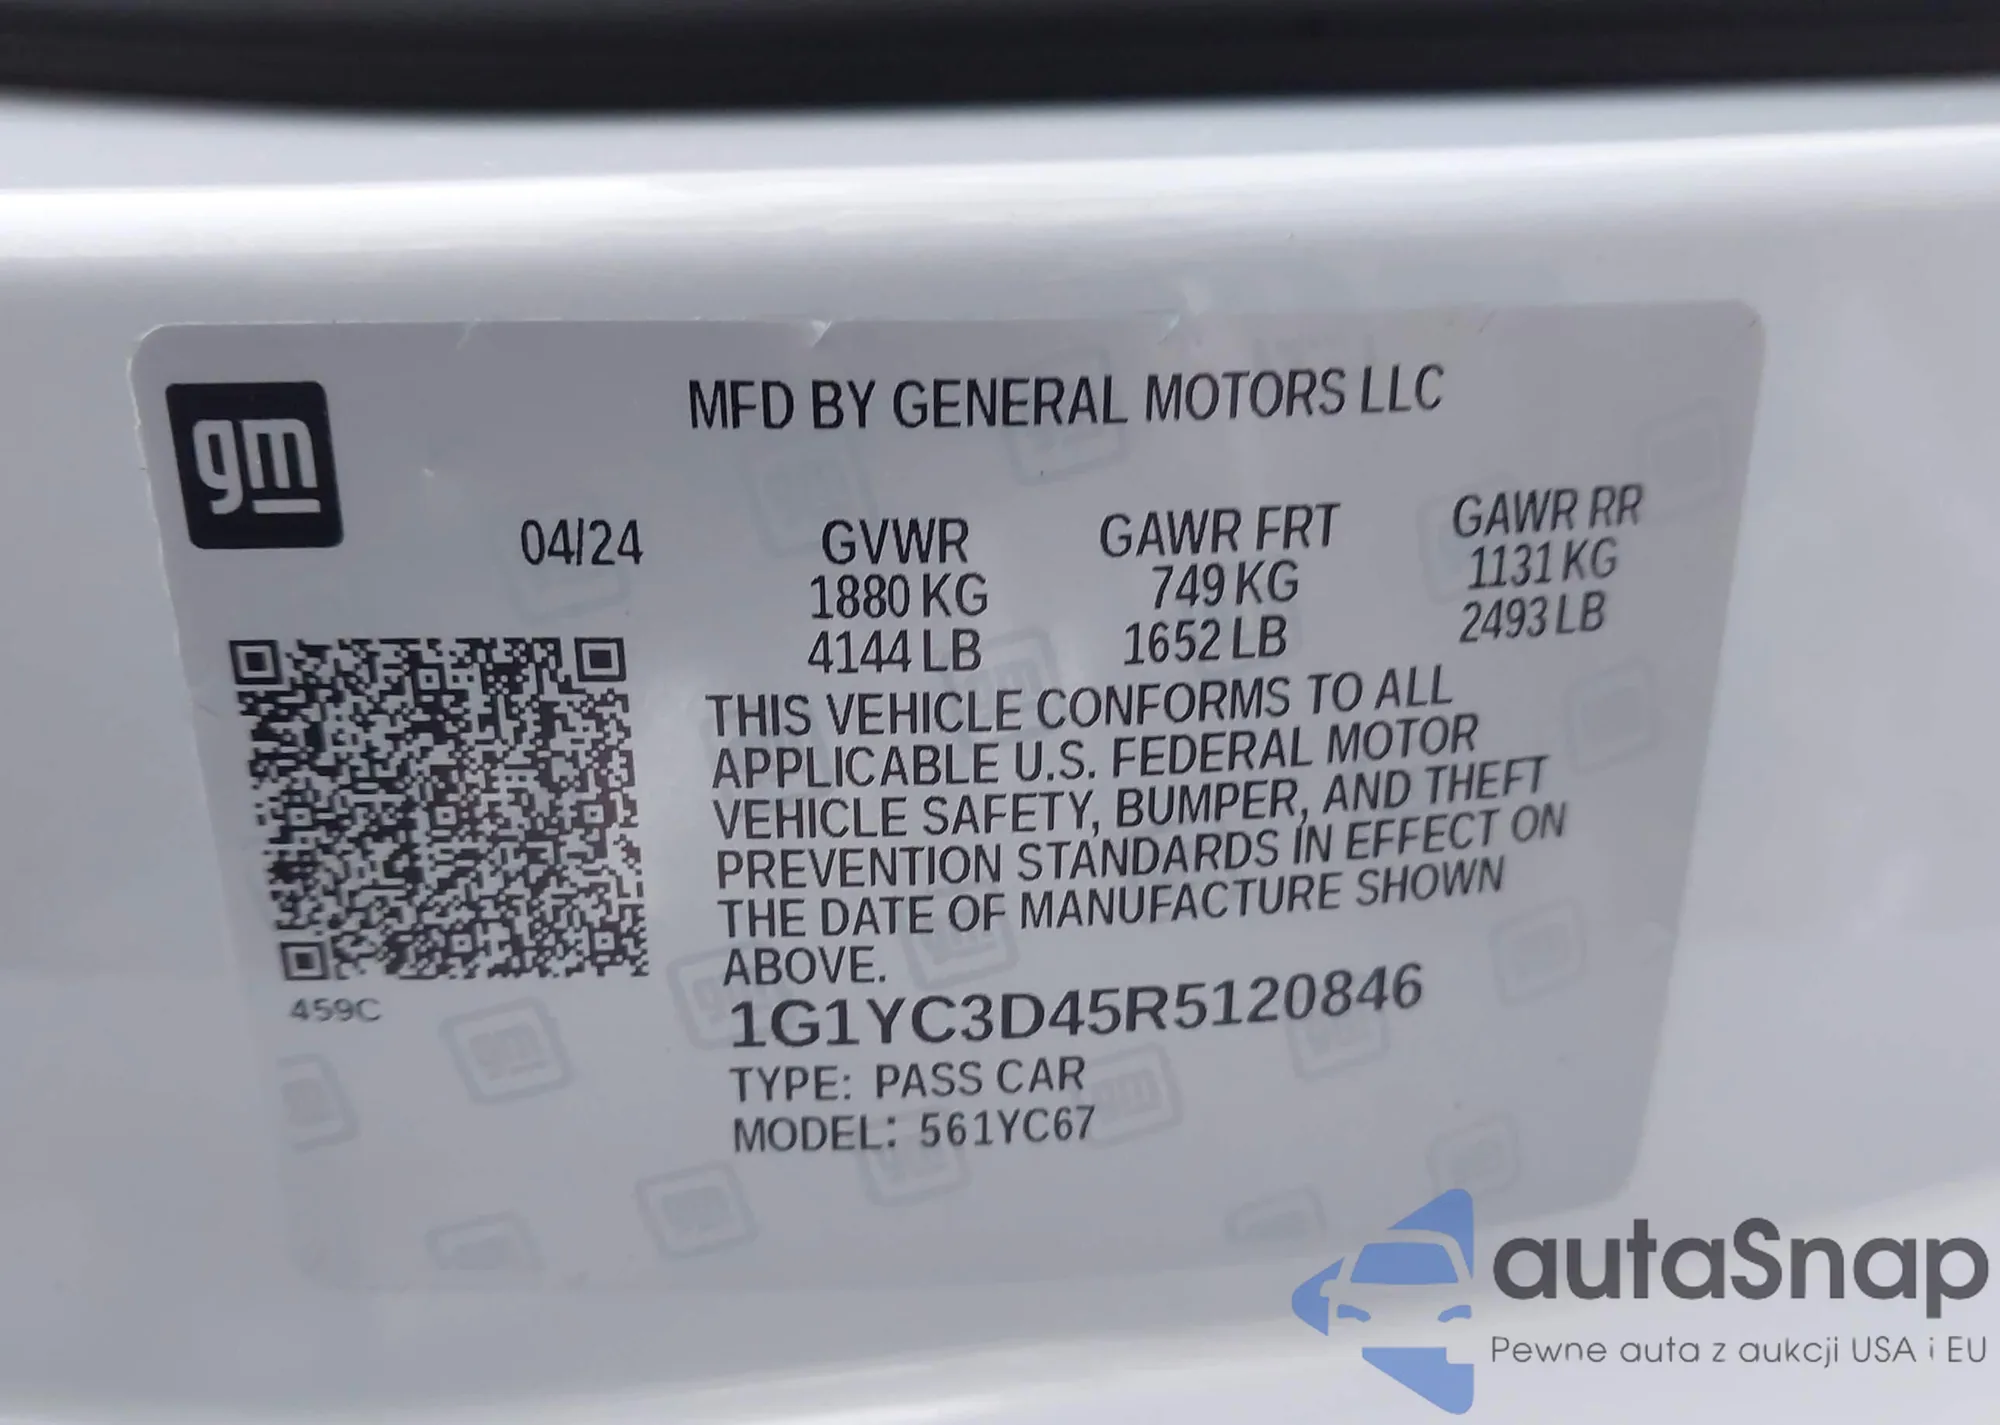 gm
MFD BY GENERAL MOTORS LLC
04/24 GVWR GAWR FRT GAWR RR
1880 KG 749 KG 1131 KG
4144 LB 1652 LB 2493 LB
THIS VEHICLE CONFORMS TO ALL
APPLICABLE U.S. FEDERAL MOTOR
VEHICLE SAFETY, BUMPER, AND THEFT
PREVENTION STANDARDS IN EFFECT ON
THE DATE OF MANUFACTURE SHOWN
ABOVE.
459C
1G1YC3D45R5120846
TYPE: PASS CAR
MODEL: 561YC67
autaSnap
Pewne auta z aukcji USA i EU